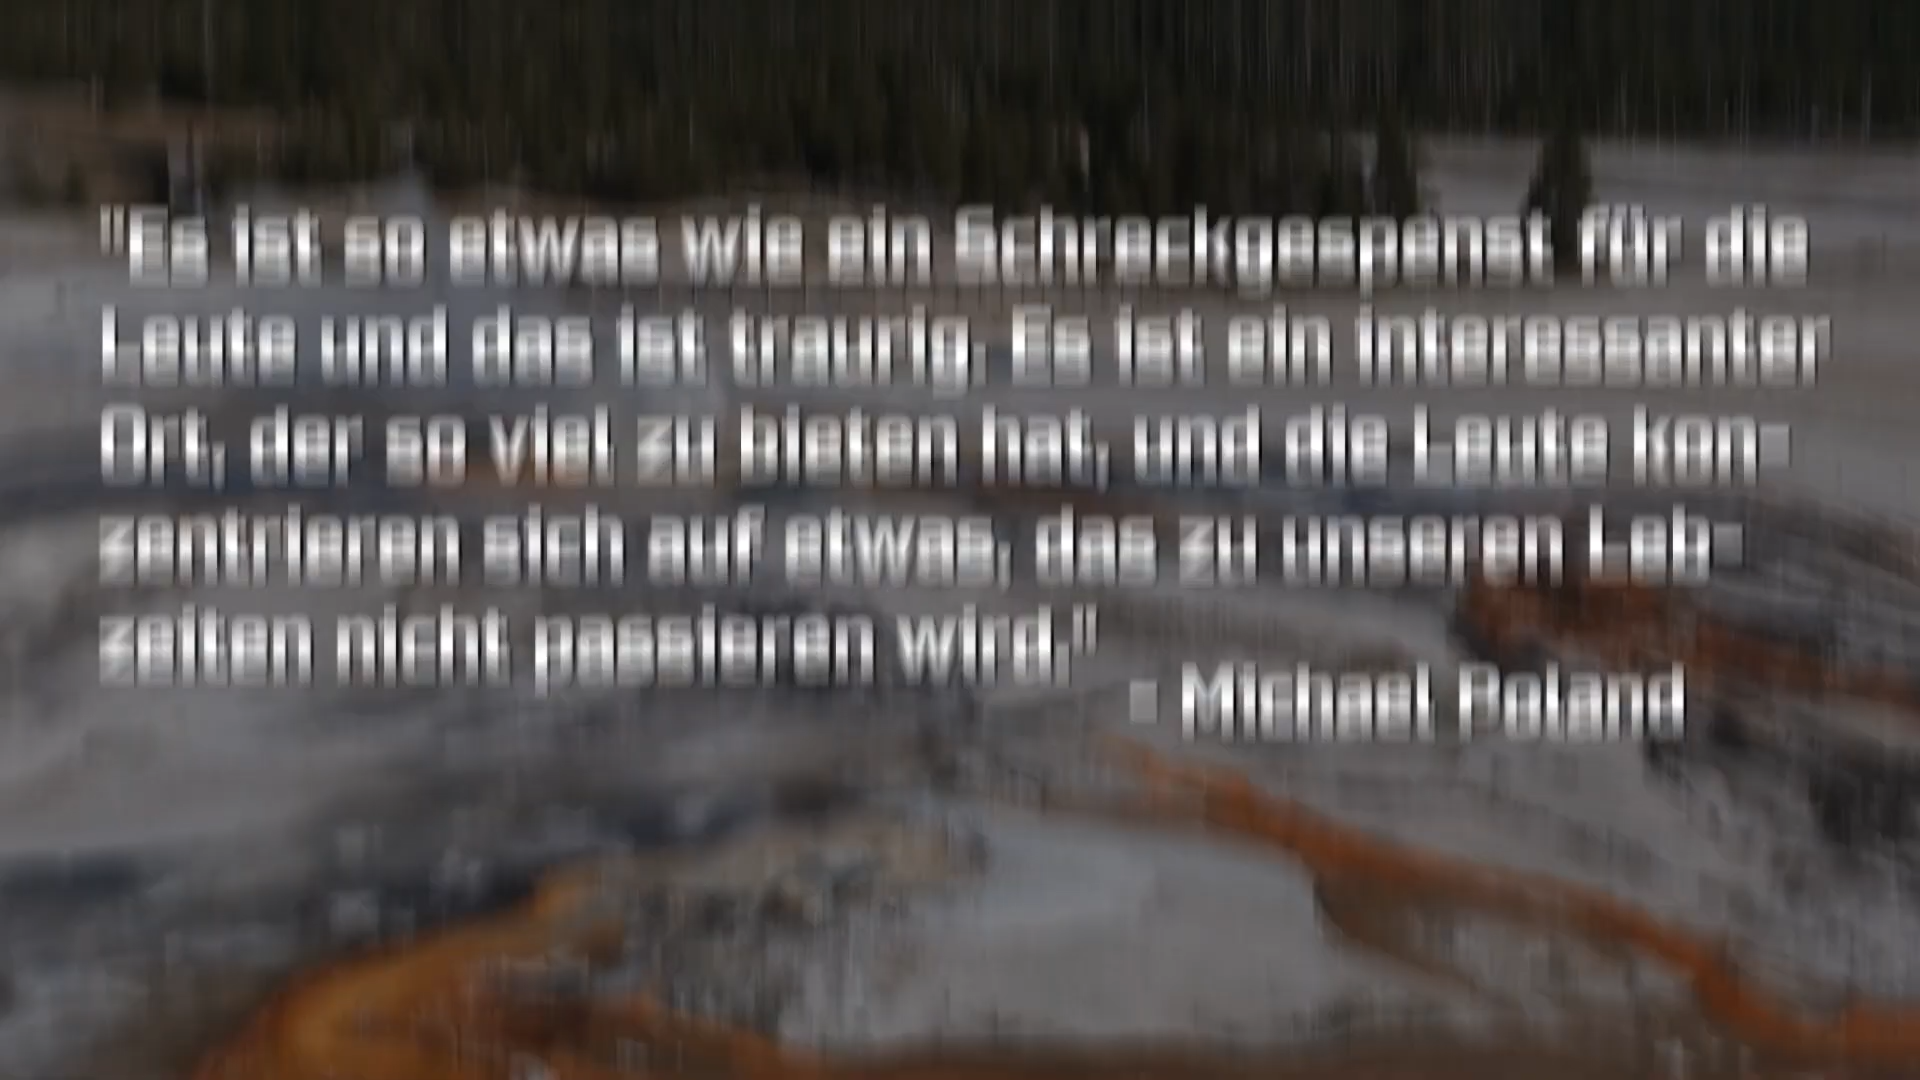 "Es ist so etwas wie ein Schreckgespenst für die
Leute und das ist traurig. Es ist ein interessanter
Ort, der so viel zu bieten hat, und die Leute kon-
zentrieren sich auf etwas, das zu unseren Leb-
zeiten nicht passieren wird."
- Michael Poland